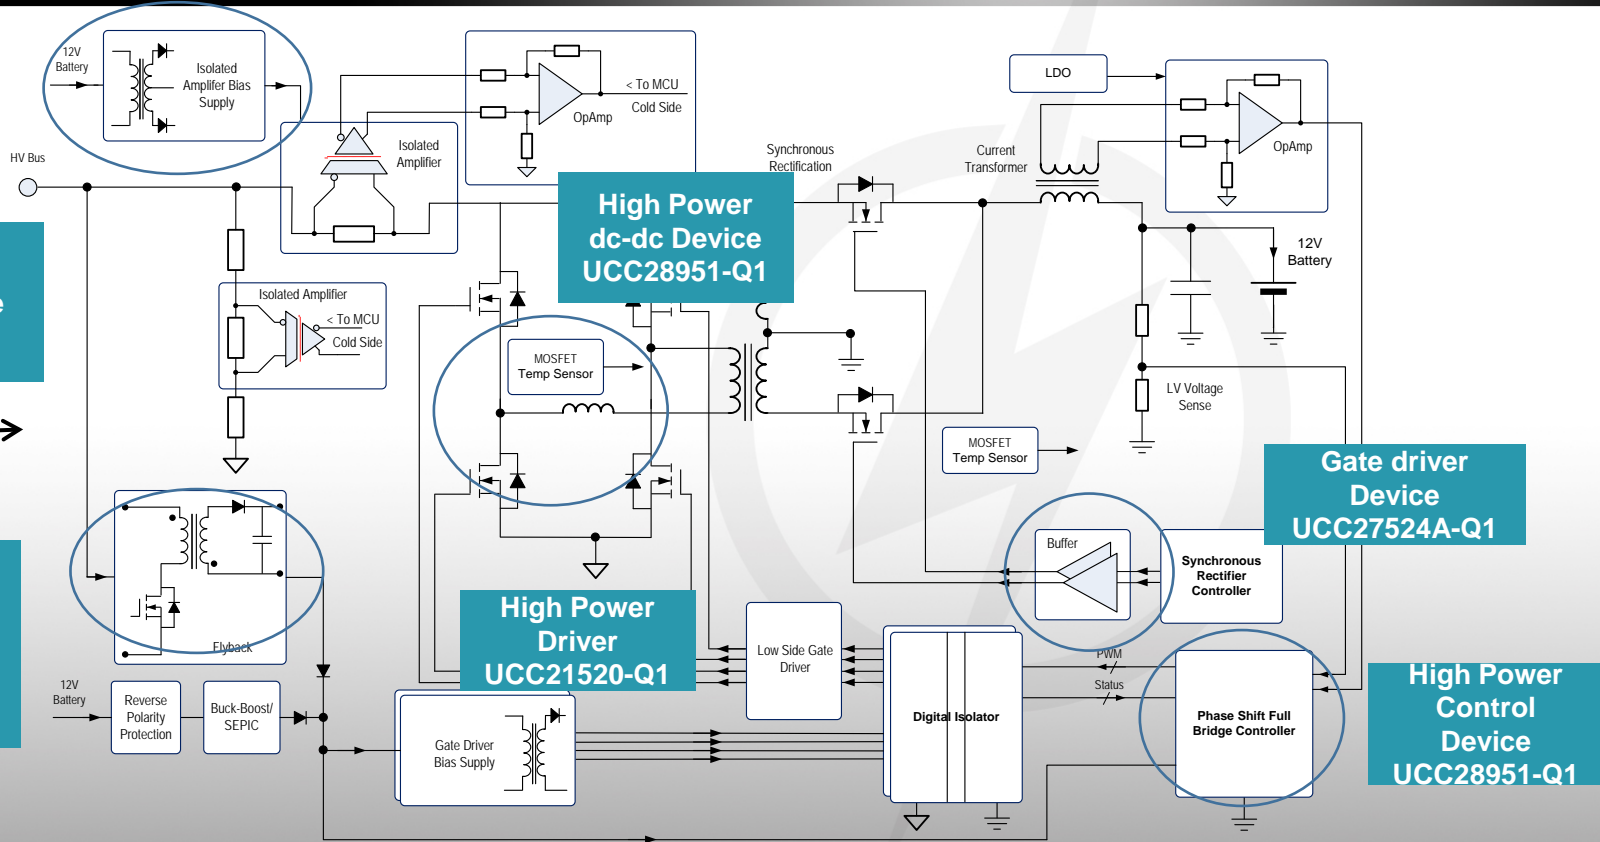 12V
Battery
Isolated
Amplifer Bias
Supply
HV Bus
Isolated
Amplifier
OpAmp
< To MCU
Cold Side
Synchronous
Rectification
Current
Transformer
LDO
OpAmp
High Power
dc-dc Device
UCC28951-Q1
12V
Battery
Isolated Amplifier
< To MCU
Cold Side
e
MOSFET
Temp Sensor
LV Voltage
Sense
MOSFET
Temp Sensor
Gate driver
Device
UCC27524A-Q1
Buffer
Synchronous
Rectifier
Controller
Flyback
High Power
Driver
UCC21520-Q1
Low Side Gate
Driver
PWM
Status
Digital Isolator
Phase Shift Full
Bridge Controller
High Power
Control
Device
UCC28951-Q1
12V
Battery
Reverse
Polarity
Protection
Buck-Boost/
SEPIC
Gate Driver
Bias Supply